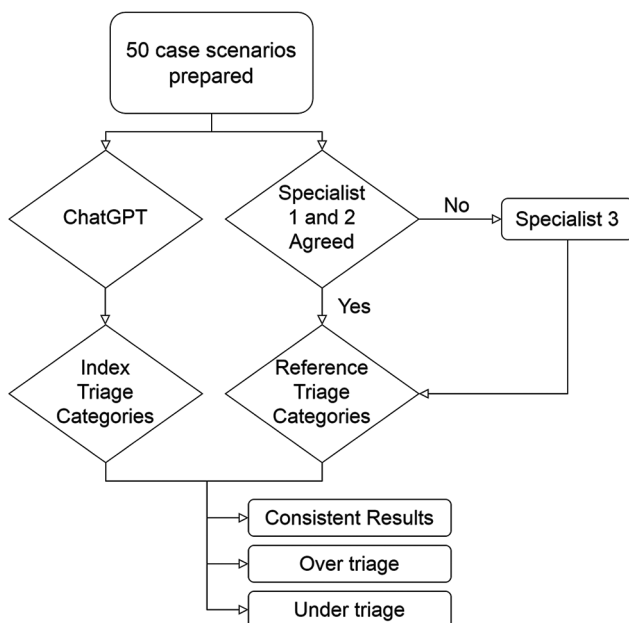 50 case scenarios
prepared
ChatGPT
Specialist
1 and 2
Agreed
No
Specialist 3
Yes
Index
Triage
Categories
Reference
Triage
Categories
Consistent Results
Over triage
Under triage